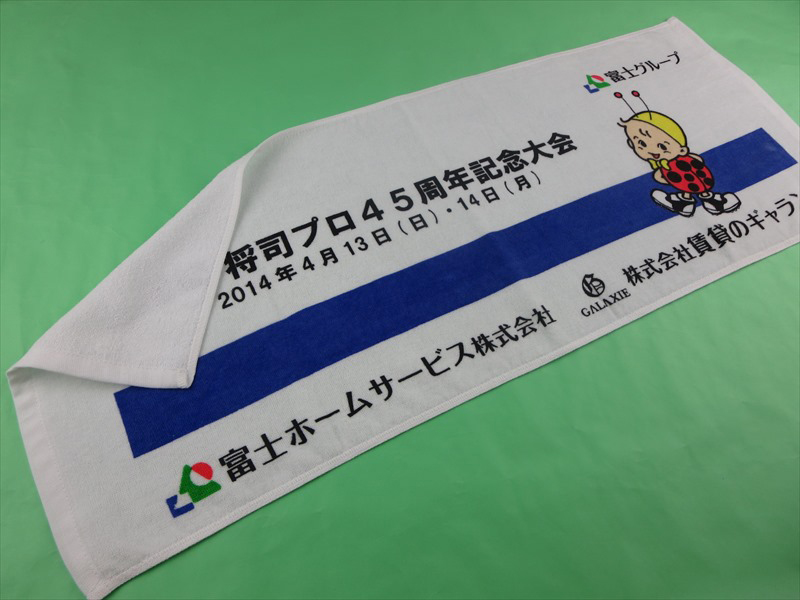 富士グループ
将司プロ45周年記念大会
2014年4月13日(日)・14日(月)
富士ホームサービス株式会社
GALAXIE
株式会社賃貸のギャラン